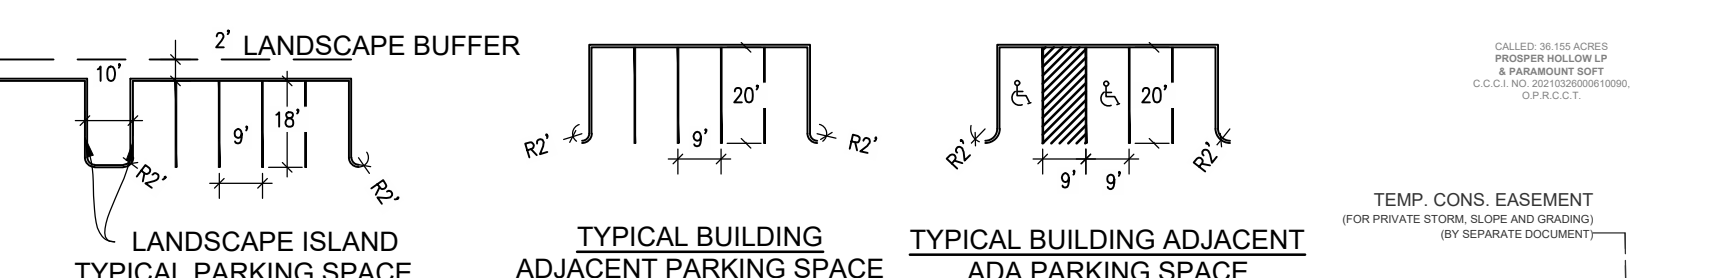 2' LANDSCAPE BUFFER
10'
9'
18'
R2'
R2'
LANDSCAPE ISLAND
TYPICAL PARKING SPACE
20'
9'
R2'
R2'
TYPICAL BUILDING
ADJACENT PARKING SPACE
20'
R2'
R2'
9'
9'
TYPICAL BUILDING ADJACENT
ADA PARKING SPACE
CALLED: 36.155 ACRES
PROSPER HOLLOW LP
& PARAMOUNT SOFT
C.C.C.I. NO. 20210326000610090,
O.P.R.C.C.T.
TEMP. CONS. EASEMENT
(FOR PRIVATE STORM, SLOPE AND GRADING)
(BY SEPARATE DOCUMENT)